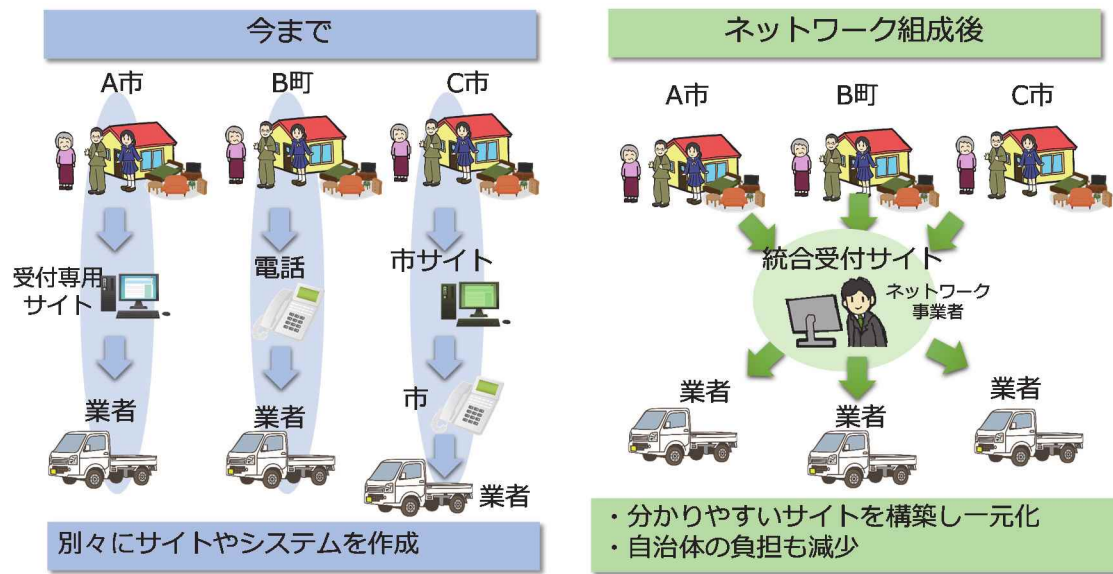 今まで
A市
B町
C市
受付専用
サイト
電話
市サイト
市
業者
業者
業者
別々にサイトやシステムを作成
ネットワーク組成後
A市
B町
C市
統合受付サイト
ネットワーク
事業者
業者
業者
業者
・分かりやすいサイトを構築し一元化
・自治体の負担も減少